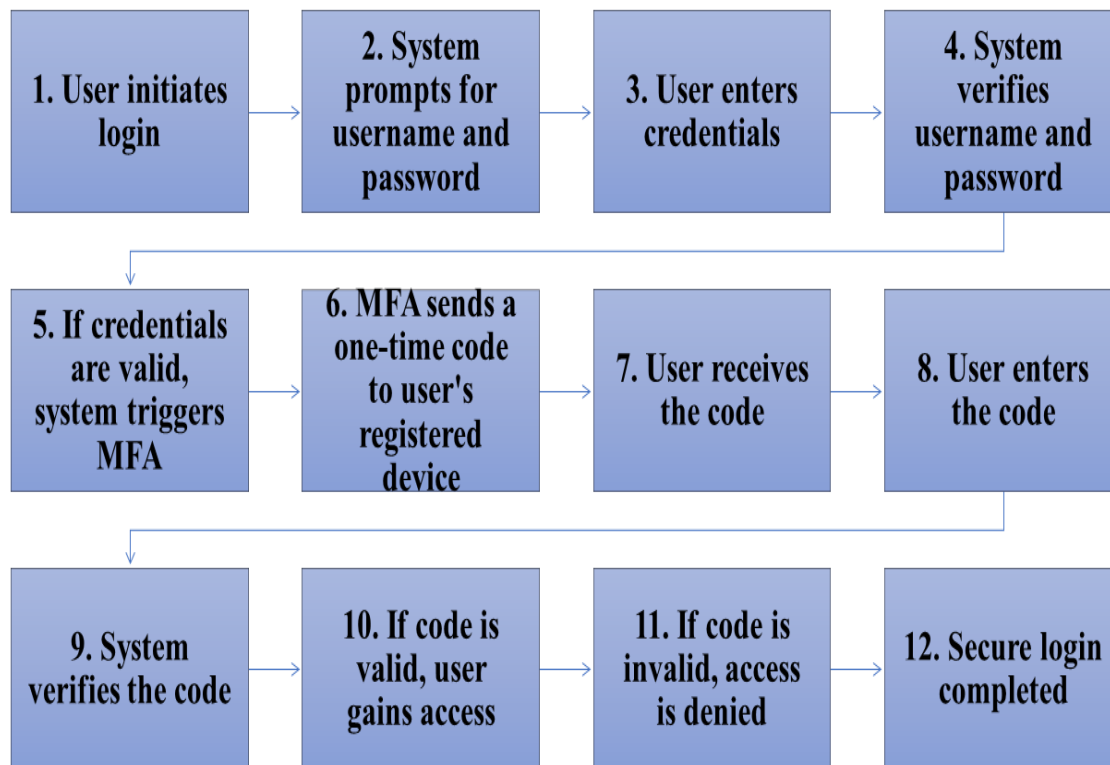 1. User initiates
login
2. System
prompts for
username and
password
3. User enters
credentials
4. System
verifies
username and
password
5. If credentials
are valid,
system triggers
MFA
6. MFA sends a
one-time code
to user's
registered
device
7. User receives
the code
8. User enters
the code
9. System
verifies the code
10. If code is
valid, user
gains access
11. If code is
invalid, access
is denied
12. Secure login
completed